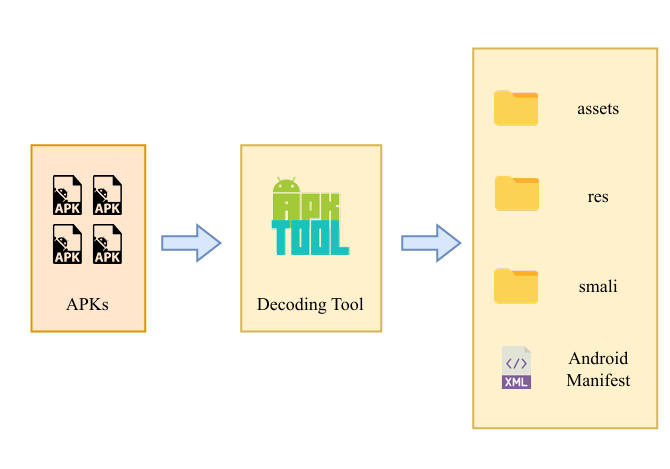 APK APK
APK APK
APKs
APK
TOOL
Decoding Tool
assets
res
smali
</>
XML
Android
Manifest